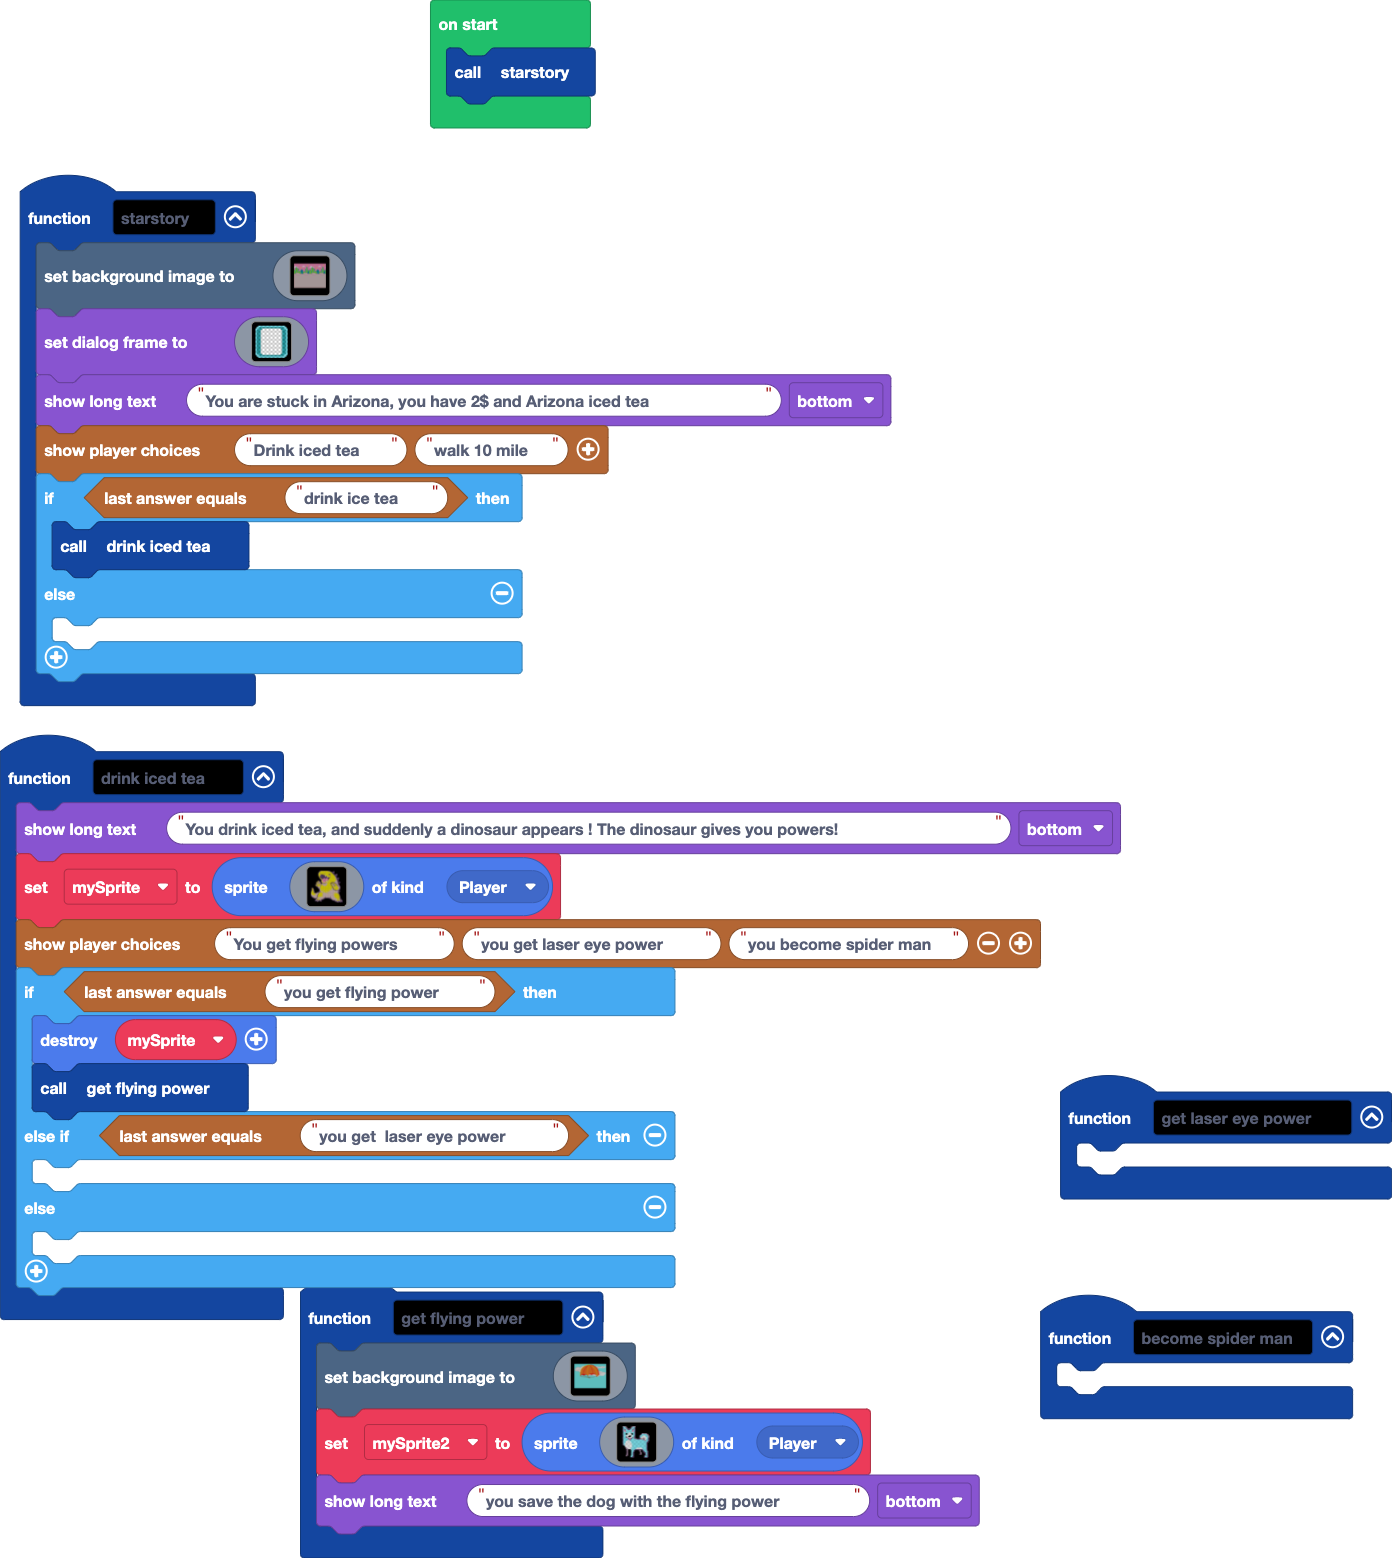 on start
call starstory
function starstory
set background image to
set dialog frame to
show long text "You are stuck in Arizona, you have 2$ and Arizona iced tea" bottom
show player choices "Drink iced tea" "walk 10 mile"
if last answer equals "drink ice tea" then
call drink iced tea
else
function drink iced tea
show long text "You drink iced tea, and suddenly a dinosaur appears ! The dinosaur gives you powers!" bottom
set mySprite to sprite of kind Player
show player choices "You get flying powers" "you get laser eye power" "you become spider man"
if last answer equals "you get flying power" then
destroy mySprite
call get flying power
else if last answer equals "you get  laser eye power" then
else
function get laser eye power
function become spider man
function get flying power
set background image to
set mySprite2 to sprite of kind Player
show long text "you save the dog with the flying power" bottom